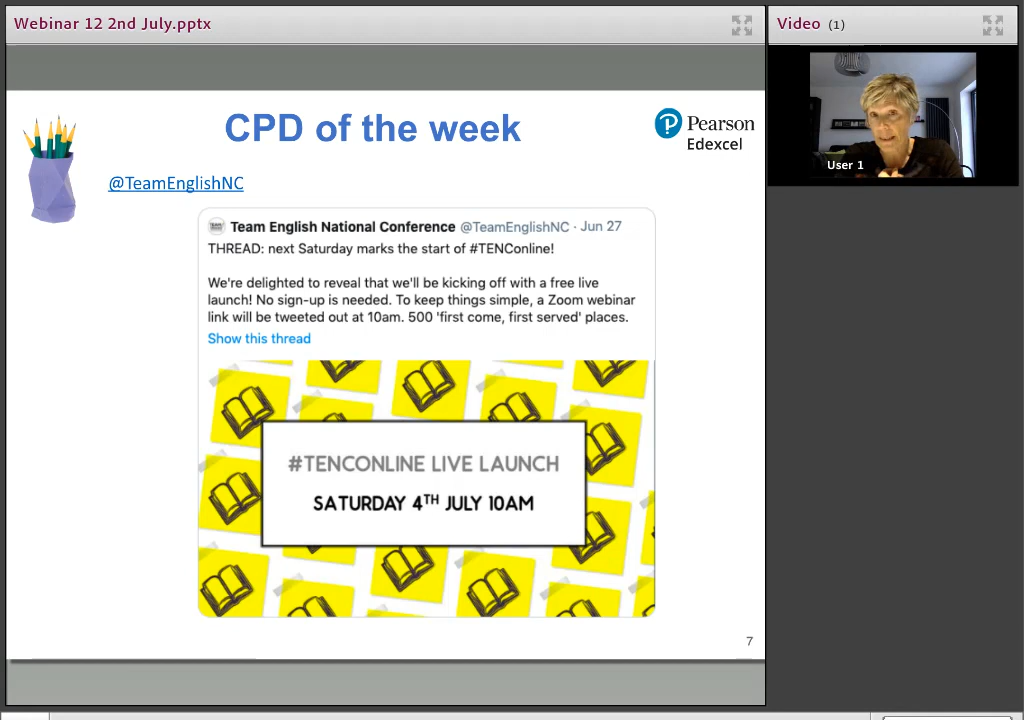 Webinar 12 2nd July.pptx
Video (1)
CPD of the week
Pearson
Edexcel
User 1
@TeamEnglishNC
Team English National Conference @TeamEnglishNC · Jun 27
THREAD: next Saturday marks the start of #TENConline!
We're delighted to reveal that we'll be kicking off with a free live
launch! No sign-up is needed. To keep things simple, a Zoom webinar
link will be tweeted out at 10am. 500 'first come, first served' places.
Show this thread
#TENCONLINE LIVE LAUNCH
SATURDAY 4TH JULY 10AM
7